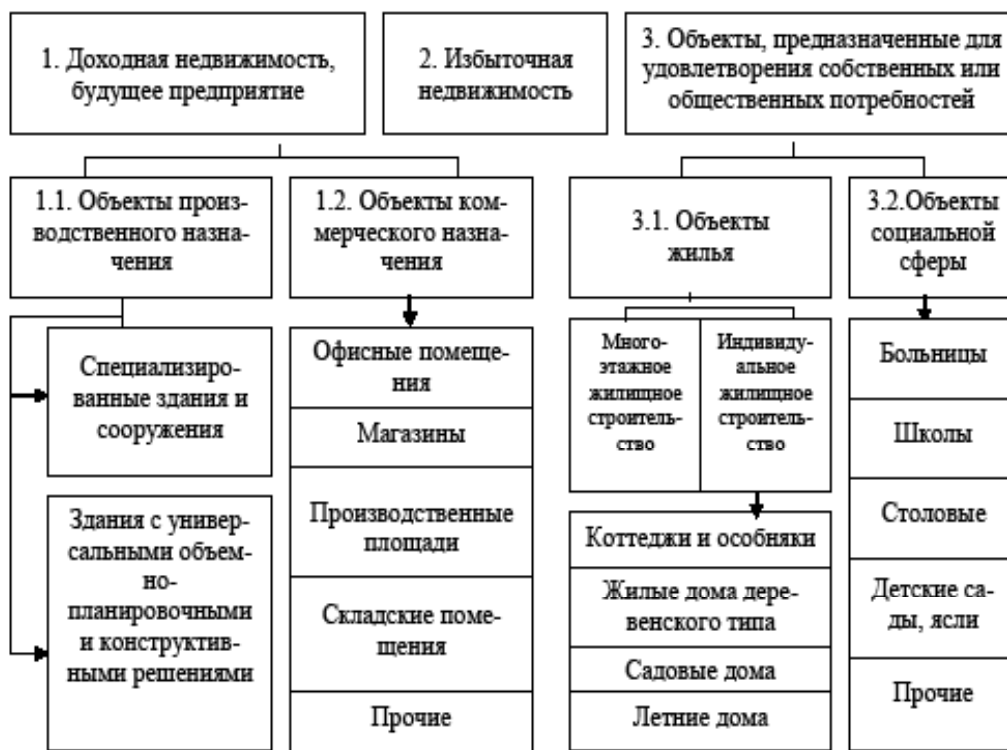 1. Доходная недвижимость,
будущее предприятие
2. Избыточная
недвижимость
3. Объекты, предназначенные для
удовлетворения собственных или
общественных потребностей
1.1. Объекты произ-
водственного назна-
чения
1.2. Объекты ком-
мерческого назна-
чения
3.1. Объекты
жилья
3.2.Объекты
социальной
сферы
Специализиро-
ванные здания и
сооружения
Здания с универ-
сальными объем-
но-
планировочными
и конструктив-
ными решениями
Офисные помеще-
ния
Магазины
Производственные
площади
Складские поме-
щения
Прочие
Много-
этажное
жилищное
строитель-
ство
Индивиду-
альное
жилищное
строитель-
ство
Коттеджи и особняки
Жилые дома дере-
венского типа
Садовые дома
Летние дома
Больницы
Школы
Столовые
Детские са-
ды, ясли
Прочие